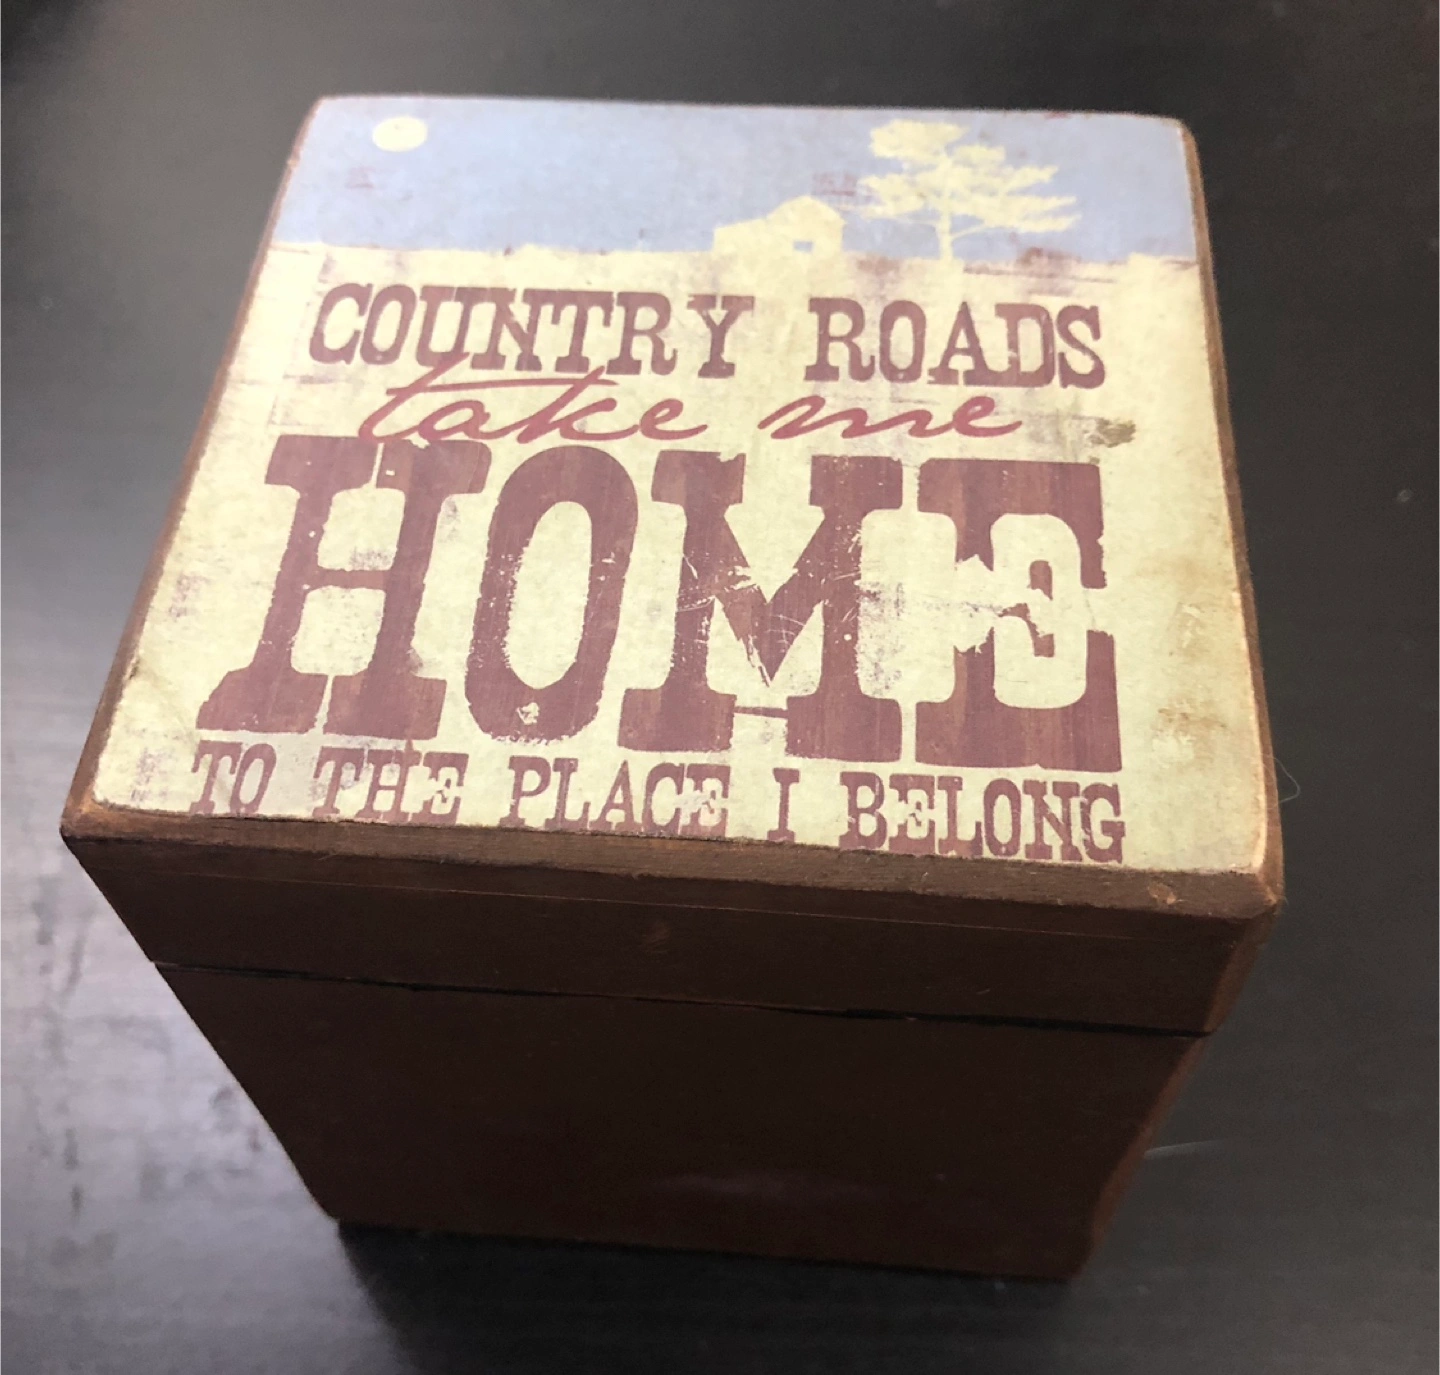 COUNTRY ROADS
take me
HOME
TO THE PLACE I BELONG